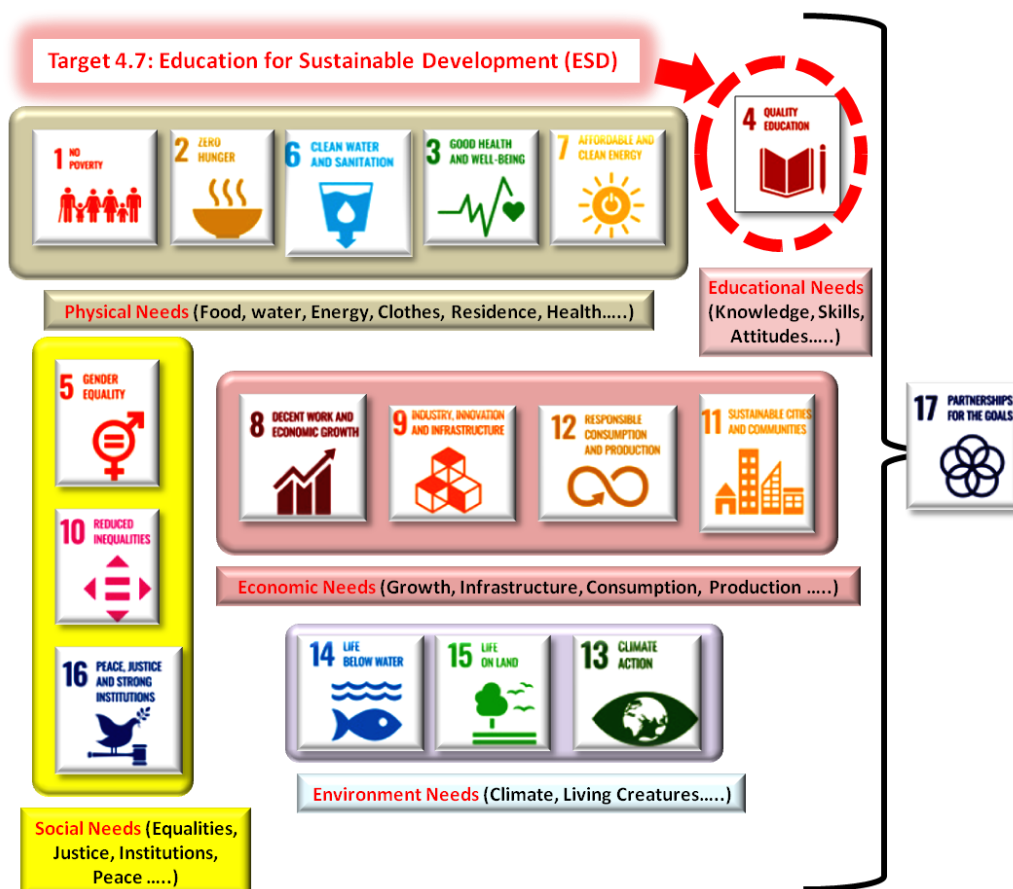 Target 4.7: Education for Sustainable Development (ESD)
4 QUALITY
EDUCATION
1 NO
POVERTY
2 ZERO
HUNGER
6 CLEAN WATER
AND SANITATION
3 GOOD HEALTH
AND WELL-BEING
7 AFFORDABLE AND
CLEAN ENERGY
Physical Needs (Food, water, Energy, Clothes, Residence, Health…..)
Educational Needs
(Knowledge, Skills,
Attitudes…..)
5 GENDER
EQUALITY
10 REDUCED
INEQUALITIES
16 PEACE, JUSTICE
AND STRONG
INSTITUTIONS
Social Needs (Equalities,
Justice, Institutions,
Peace …..)
8 DECENT WORK AND
ECONOMIC GROWTH
9 INDUSTRY, INNOVATION
AND INFRASTRUCTURE
12 RESPONSIBLE
CONSUMPTION
AND PRODUCTION
11 SUSTAINABLE CITIES
AND COMMUNITIES
Economic Needs (Growth, Infrastructure, Consumption, Production …..)
14 LIFE
BELOW WATER
15 LIFE
ON LAND
13 CLIMATE
ACTION
Environment Needs (Climate, Living Creatures…..)
17 PARTNERSHIPS
FOR THE GOALS